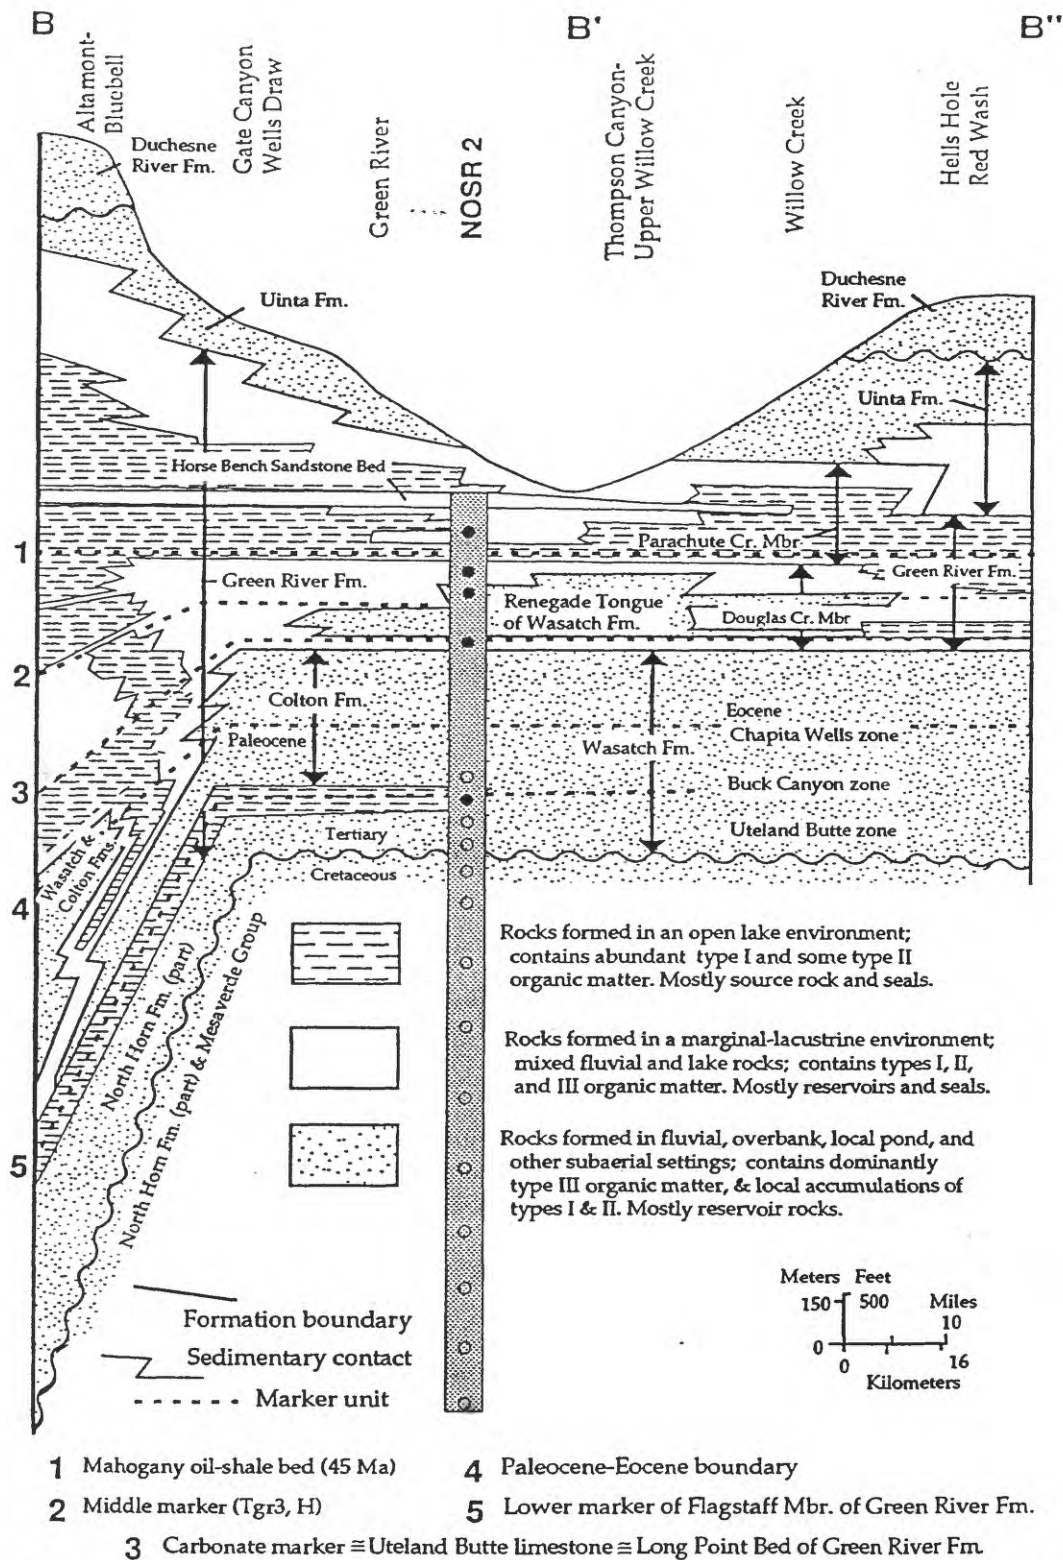 B
B'
B"
Altamont-
Bluebell
Gate Canyon
Wells Draw
Green River
NOSR 2
Thompson Canyon-
Upper Willow Creek
Willow Creek
Hells Hole
Red Wash
Duchesne
River Fm.
Uinta Fm.
Duchesne
River Fm.
Uinta Fm.
Horse Bench Sandstone Bed
Parachute Cr. Mbr.
1
Green River Fm.
Green River Fm.
Renegade Tongue
of Wasatch Fm.
Douglas Cr. Mbr
2
Colton Fm.
Eocene
Paleocene
Chapita Wells zone
Wasatch Fm.
Buck Canyon zone
3
Uteland Butte zone
Tertiary
Cretaceous
Wasach &
Colton Fms.
4
North Horn Fm. (part)
North Horn Fm. (part) & Mesaverde Group
5
Rocks formed in an open lake environment;
contains abundant type I and some type II
organic matter. Mostly source rock and seals.
Rocks formed in a marginal-lacustrine environment;
mixed fluvial and lake rocks; contains types I, II,
and III organic matter. Mostly reservoirs and seals.
Rocks formed in fluvial, overbank, local pond, and
other subaerial settings; contains dominantly
type III organic matter, & local accumulations of
types I & II. Mostly reservoir rocks.
Meters Feet
150 500 Miles
10
0
0 16
Kilometers
Formation boundary
Sedimentary contact
Marker unit
1 Mahogany oil-shale bed (45 Ma)
4 Paleocene-Eocene boundary
2 Middle marker (Tgr3, H)
5 Lower marker of Flagstaff Mbr. of Green River Fm.
3 Carbonate marker ≅ Uteland Butte limestone ≅ Long Point Bed of Green River Fm.